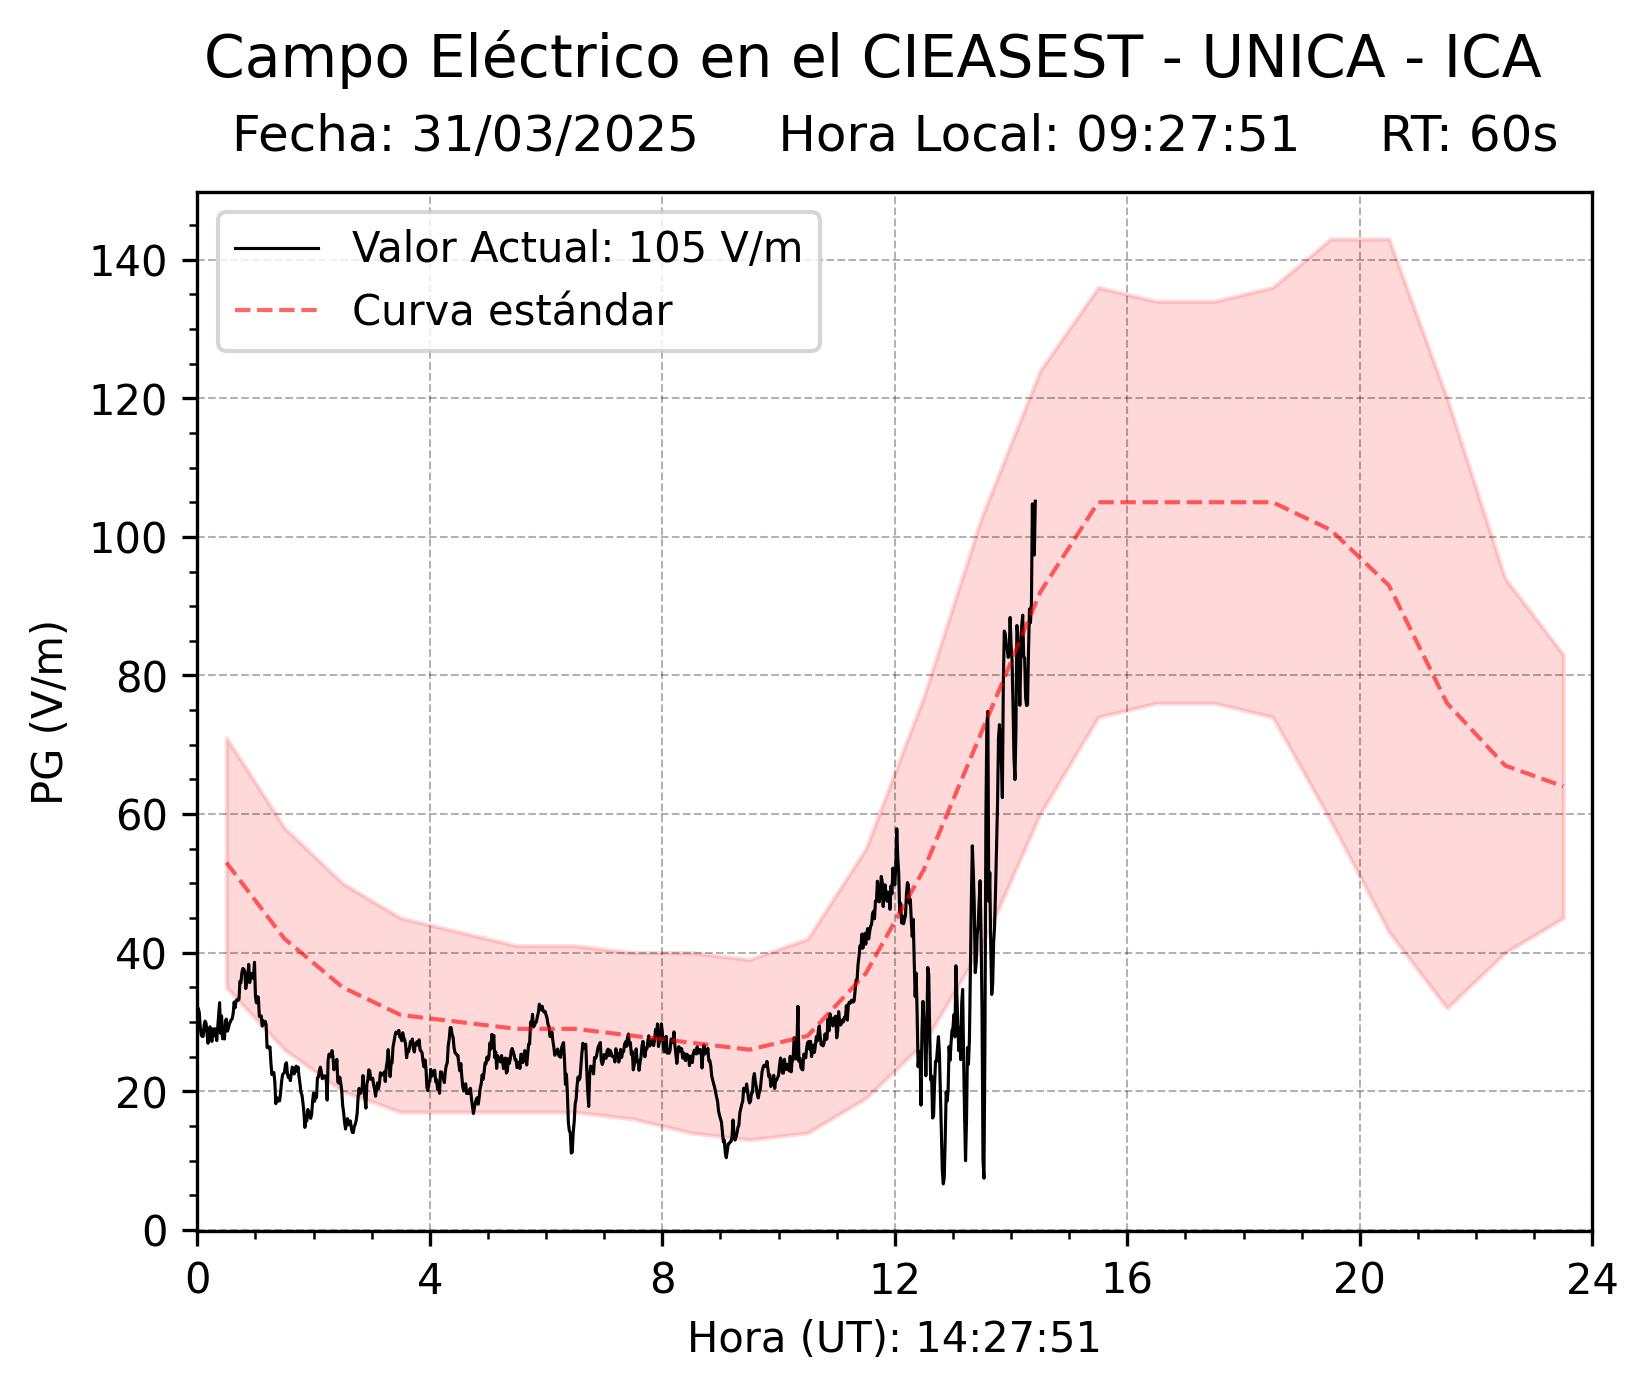 Campo Eléctrico en el CIEASEST - UNICA - ICA
Fecha: 31/03/2025 Hora Local: 09:27:51 RT: 60s
Valor Actual: 105 V/m
Curva estándar
PG (V/m)
140
120
100
80
60
40
20
0
0 4 8 12 16 20 24
Hora (UT): 14:27:51